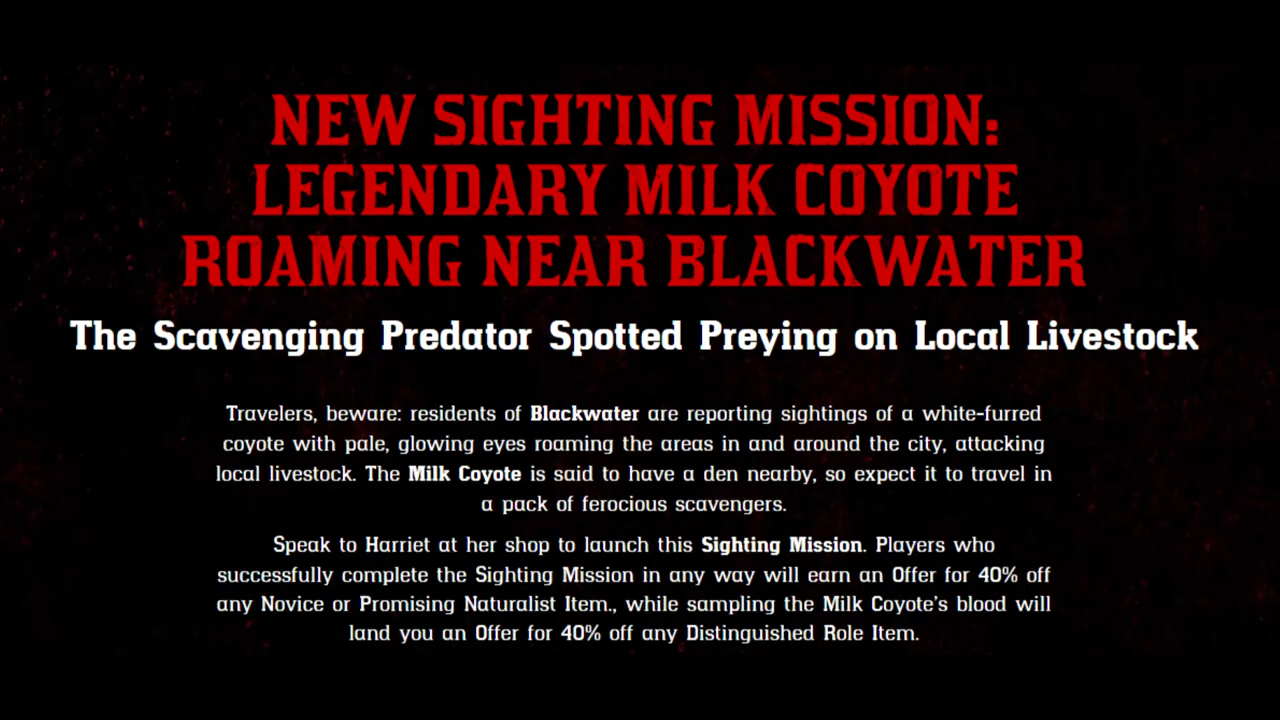 NEW SIGHTING MISSION:
LEGENDARY MILK COYOTE
ROAMING NEAR BLACKWATER
The Scavenging Predator Spotted Preying on Local Livestock
Travelers, beware: residents of Blackwater are reporting sightings of a white-furred
coyote with pale, glowing eyes roaming the areas in and around the city, attacking
local livestock. The Milk Coyote is said to have a den nearby, so expect it to travel in
a pack of ferocious scavengers.
Speak to Harriet at her shop to launch this Sighting Mission. Players who
successfully complete the Sighting Mission in any way will earn an Offer for 40% off
any Novice or Promising Naturalist Item., while sampling the Milk Coyote's blood will
land you an Offer for 40% off any Distinguished Role Item.